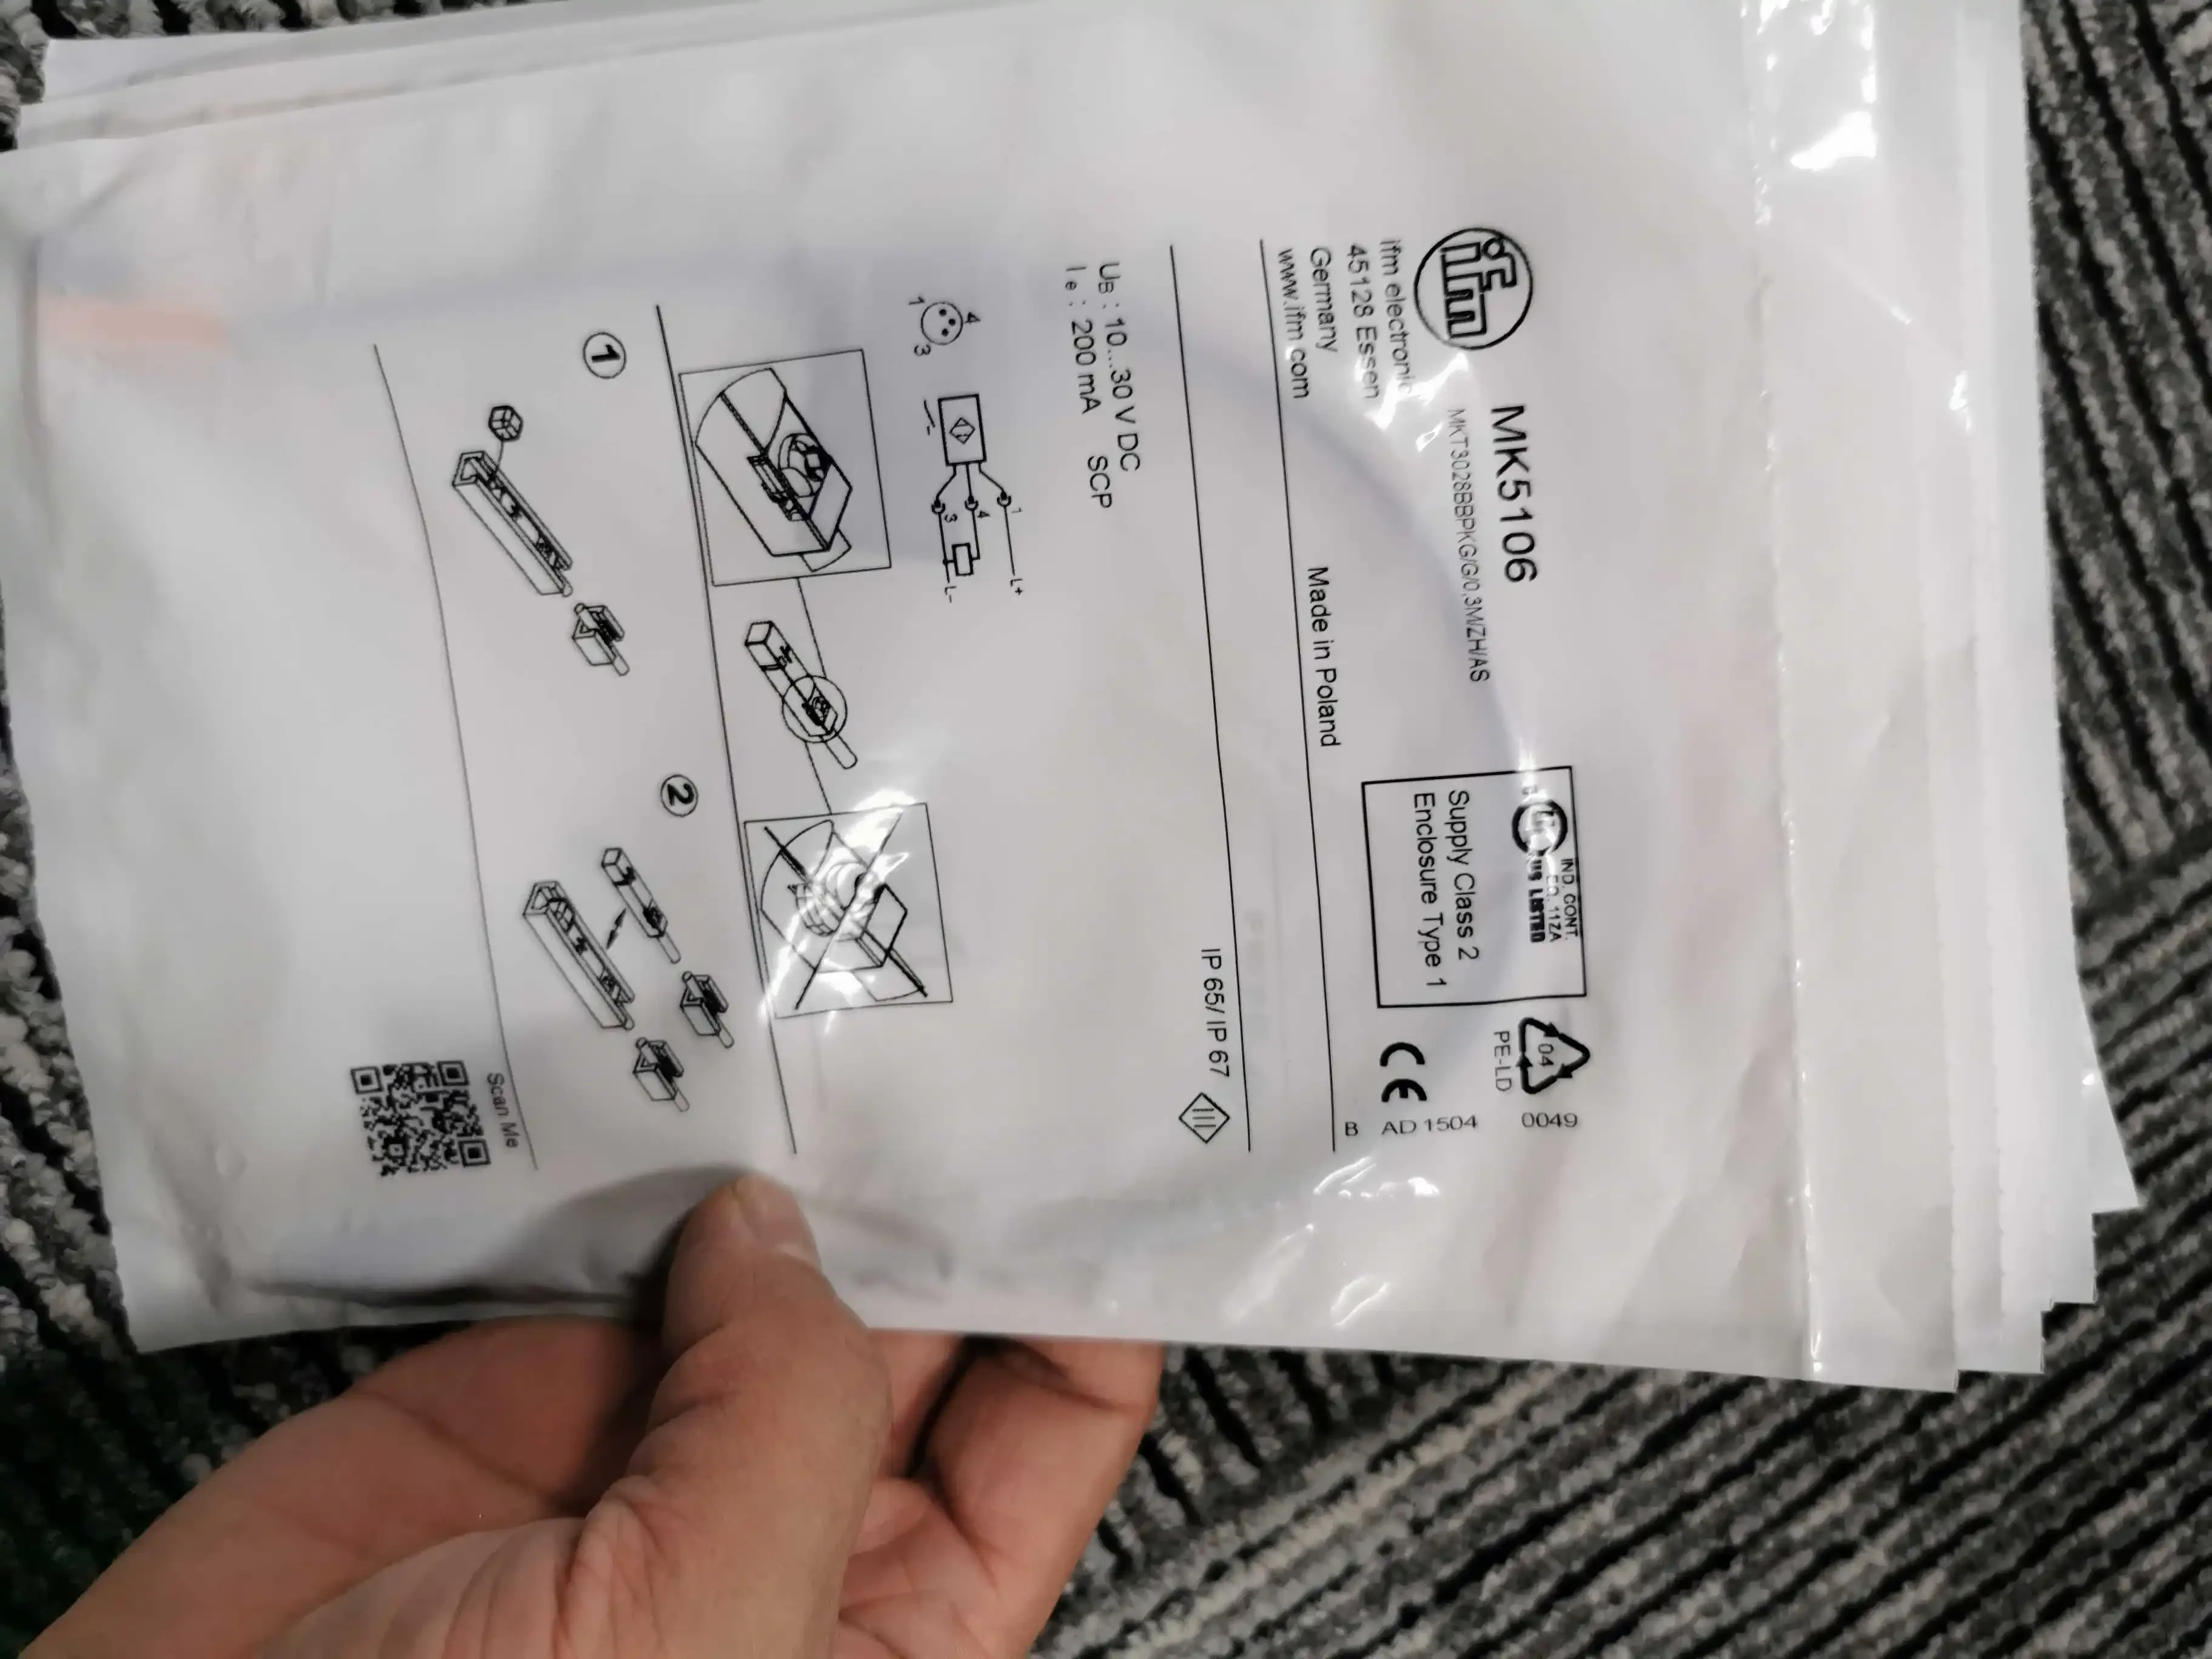 ifm
MK5106
MKT3028BBPKG/G/0,3M/ZH/AS
ifm electronic
45128 Essen
Germany
www.ifm.com
Made in Poland
IND. CONT.
EQ. 11ZA
c UL us LISTED
Supply Class 2
Enclosure Type 1
04
PE-LD
0049
AD 1504
B
CE
IP 65/ IP 67
UB : 10...30 V DC
Ie : 200 mA SCP
4
1
3
1
4
3
L+
L-
1
2
Scan Me